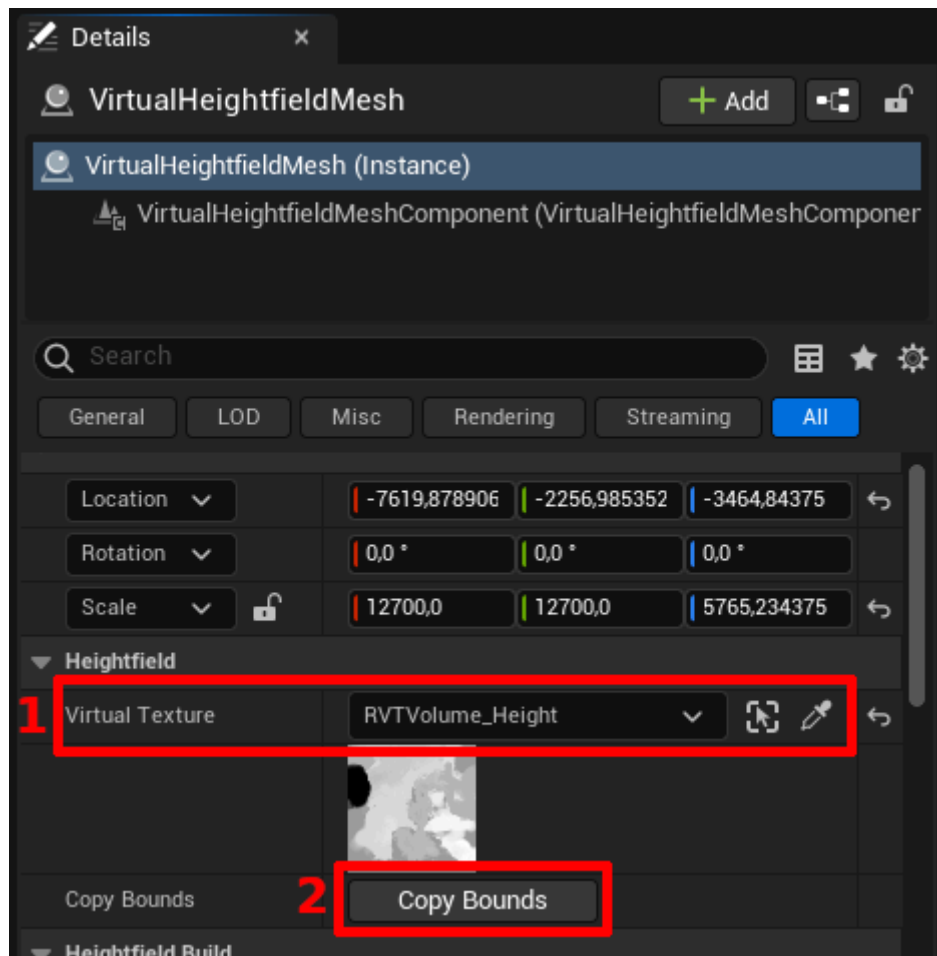 Details ×
VirtualHeightfieldMesh + Add
VirtualHeightfieldMesh (Instance)
VirtualHeightfieldMeshComponent (VirtualHeightfieldMeshComponer
Search
General LOD Misc Rendering Streaming All
Location -7619,878906 -2256,985352 -3464,84375
Rotation 0,0 ° 0,0 ° 0,0 °
Scale 12700,0 12700,0 5765,234375
Heightfield
1 Virtual Texture RVTVolume_Height
Copy Bounds 2 Copy Bounds
Heightfield Build